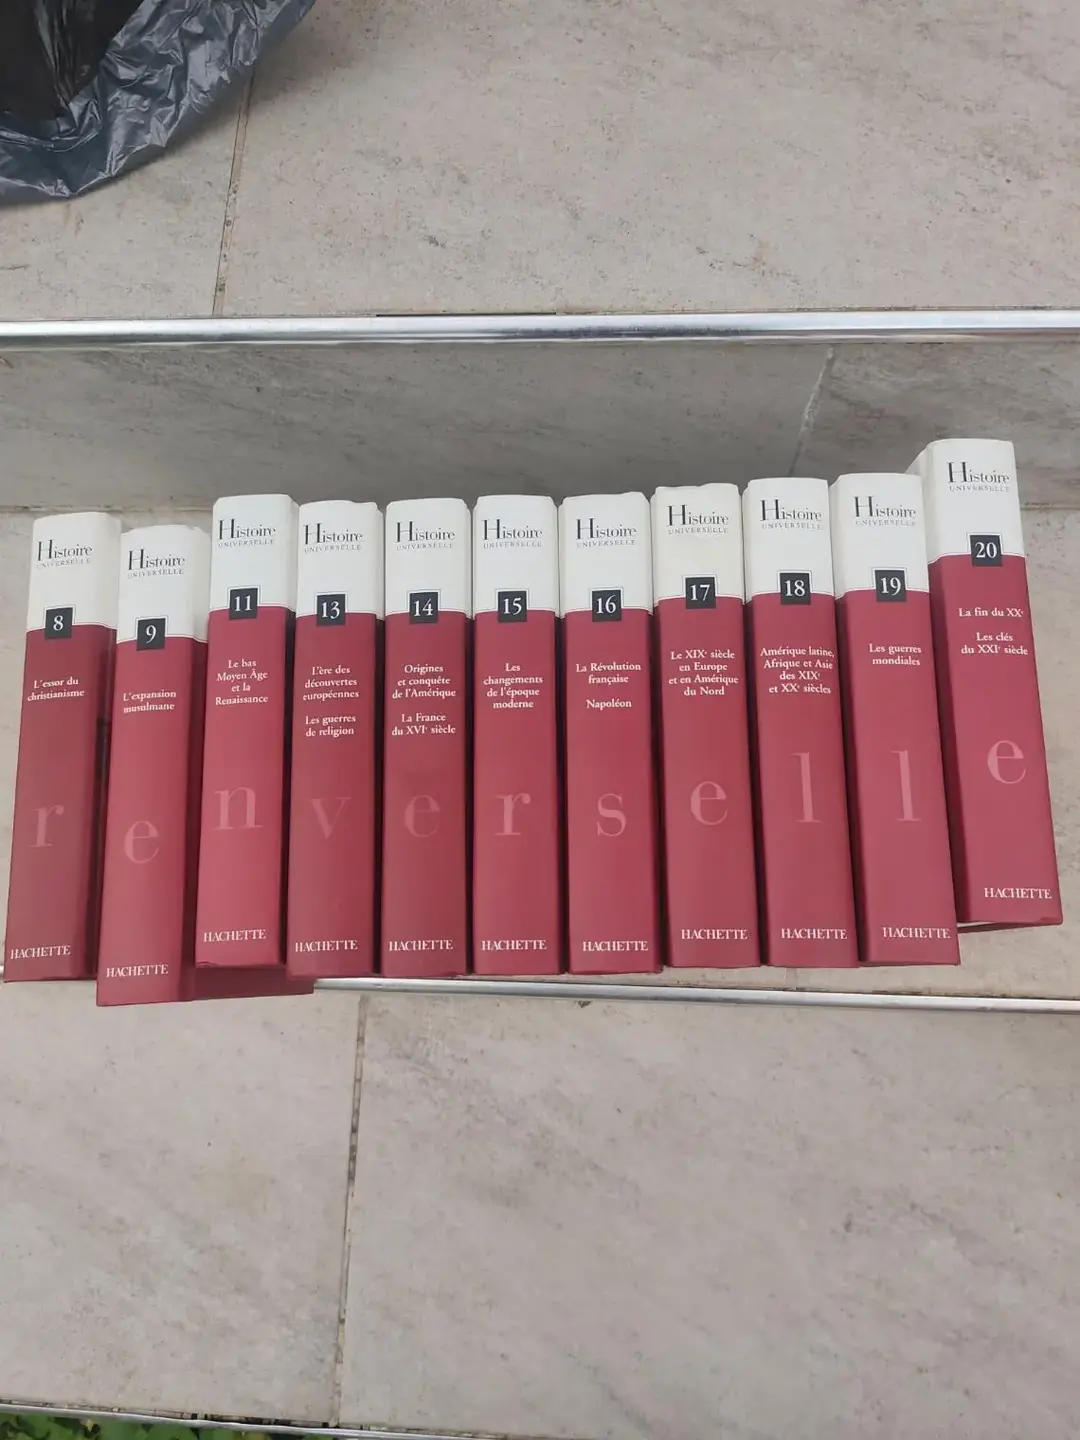 Histoire
UNIVERSELLE
8
L'essor du
christianisme
r
HACHETTE
Histoire
UNIVERSELLE
9
L'expansion
musulmane
e
HACHETTE
Histoire
UNIVERSELLE
11
Le bas
Moyen Âge
et la
Renaissance
n
HACHETTE
Histoire
UNIVERSELLE
13
L'ère des
découvertes
européennes
Les guerres
de religion
v
HACHETTE
Histoire
UNIVERSELLE
14
Origines
et conquête
de l'Amérique
La France
du XVIe siècle
e
HACHETTE
Histoire
UNIVERSELLE
15
Les
changements
de l'époque
moderne
r
HACHETTE
Histoire
UNIVERSELLE
16
La Révolution
française
Napoléon
s
HACHETTE
Histoire
UNIVERSELLE
17
Le XIXe siècle
en Europe
et en Amérique
du Nord
e
HACHETTE
Histoire
UNIVERSELLE
18
Amérique latine,
Afrique et Asie
des XIXe
et XXe siècles
l
HACHETTE
Histoire
UNIVERSELLE
19
Les guerres
mondiales
l
HACHETTE
Histoire
UNIVERSELLE
20
La fin du XXe
Les clés
du XXIe siècle
e
HACHETTE